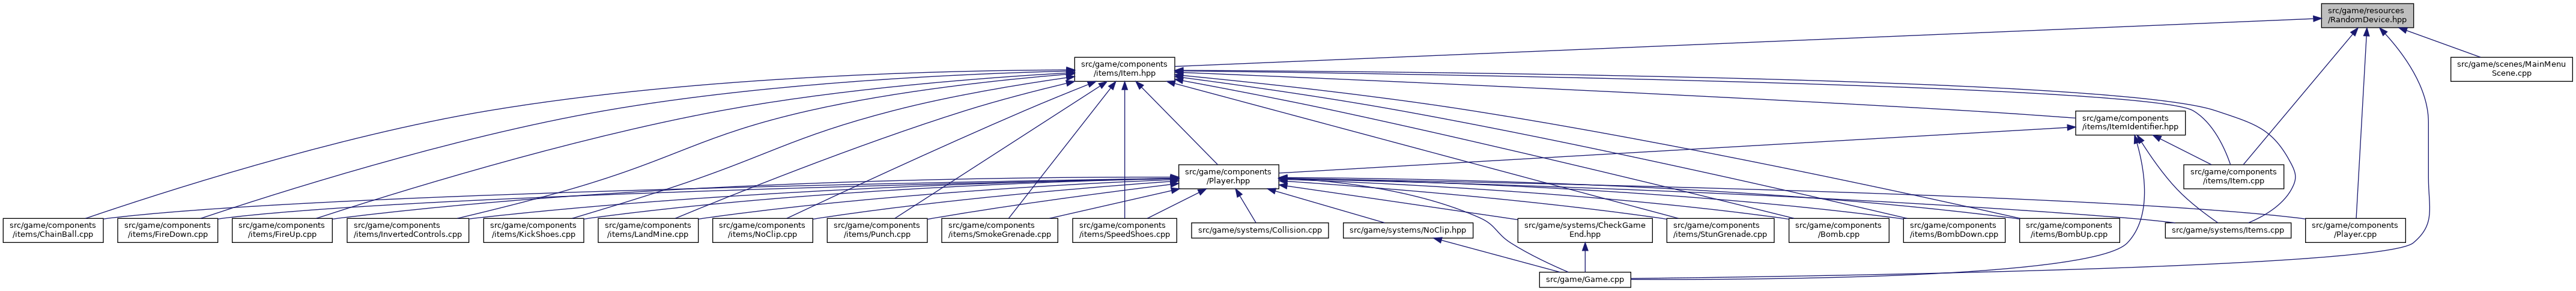 src/game/resources
/RandomDevice.hpp
src/game/components
/items/Item.hpp
src/game/scenes/MainMenu
Scene.cpp
src/game/components
/items/ItemIdentifier.hpp
src/game/components
/Player.hpp
src/game/components
/items/Item.cpp
src/game/components
/items/ChainBall.cpp
src/game/components
/items/FireDown.cpp
src/game/components
/items/FireUp.cpp
src/game/components
/items/InvertedControls.cpp
src/game/components
/items/KickShoes.cpp
src/game/components
/items/LandMine.cpp
src/game/components
/items/NoClip.cpp
src/game/components
/items/Punch.cpp
src/game/components
/items/SmokeGrenade.cpp
src/game/components
/items/SpeedShoes.cpp
src/game/systems/Collision.cpp
src/game/systems/NoClip.hpp
src/game/systems/CheckGame
End.hpp
src/game/components
/items/StunGrenade.cpp
src/game/components
/Bomb.cpp
src/game/components
/items/BombDown.cpp
src/game/components
/items/BombUp.cpp
src/game/systems/Items.cpp
src/game/components
/Player.cpp
src/game/Game.cpp